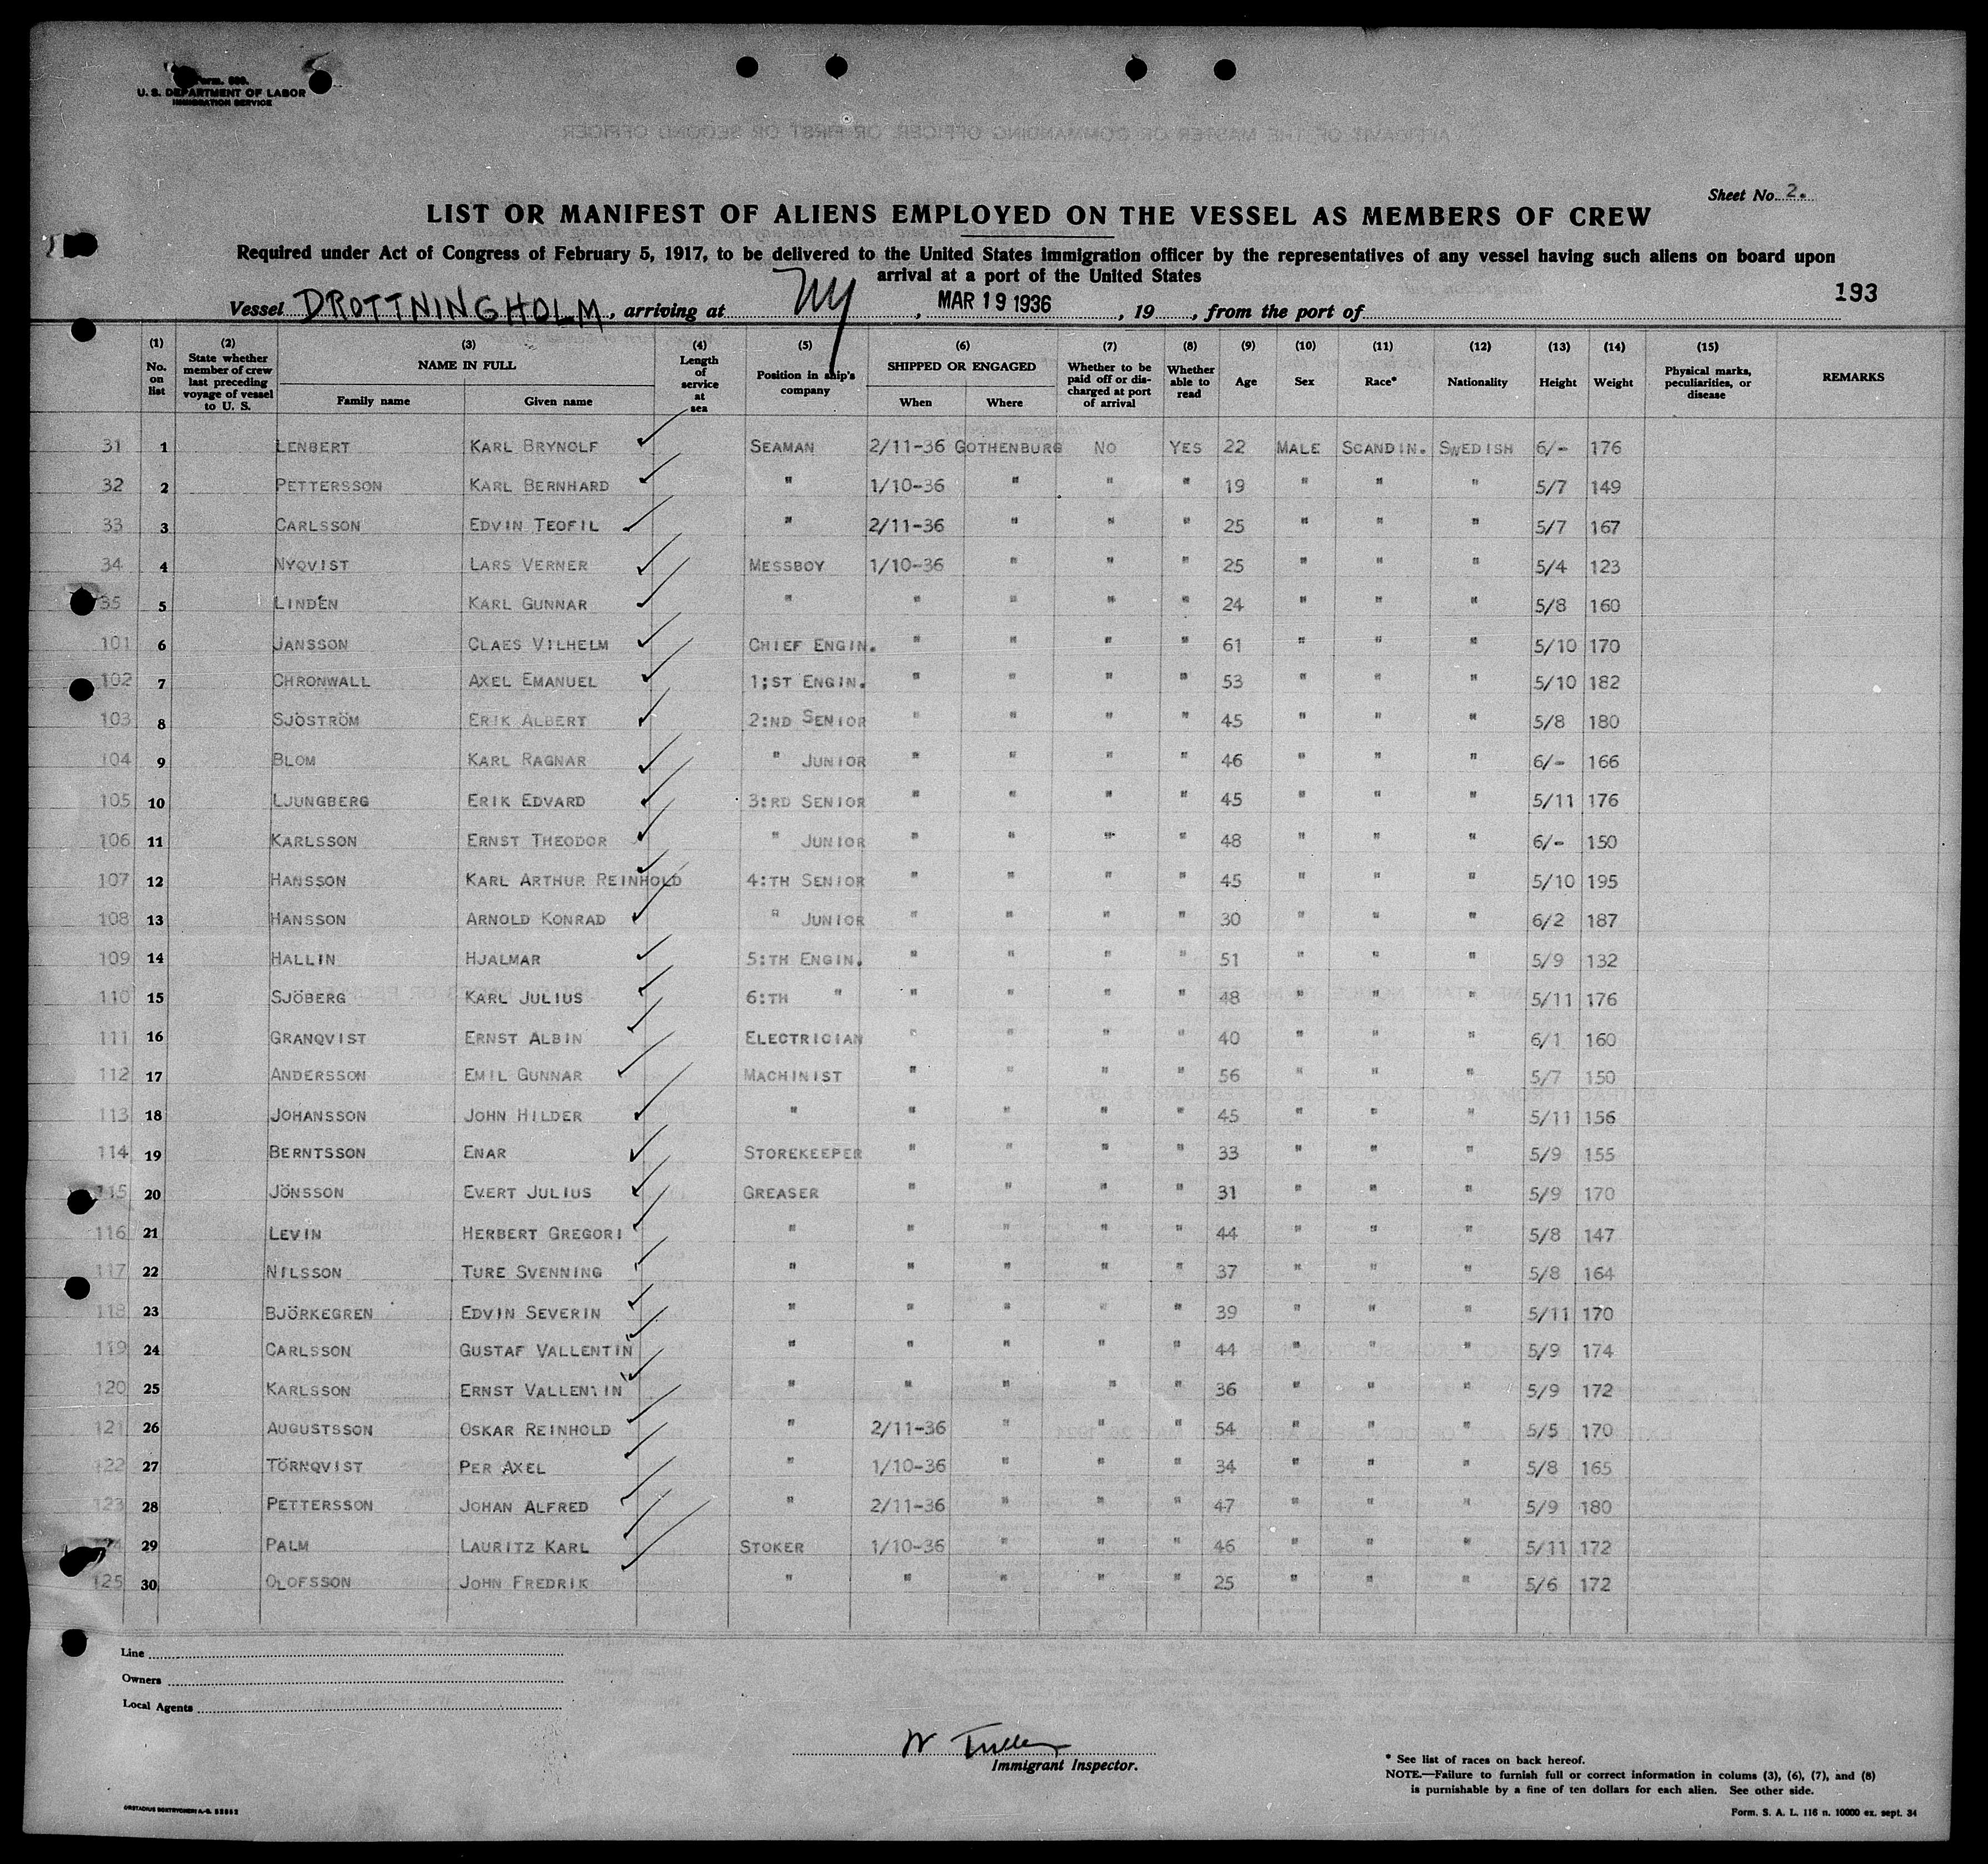 Form. 680.
U. S. DEPARTMENT OF LABOR
IMMIGRATION SERVICE
Sheet No. 2.
LIST OR MANIFEST OF ALIENS EMPLOYED ON THE VESSEL AS MEMBERS OF CREW
Required under Act of Congress of February 5, 1917, to be delivered to the United States immigration officer by the representatives of any vessel having such aliens on board upon
arrival at a port of the United States
193
Vessel DROTTNINGHOLM, arriving at NY, MAR 19 1936, 19, from the port of
(1) No. on list (2) State whether member of crew last preceding voyage of vessel to U. S. (3) NAME IN FULL Family name Given name (4) Length of service at sea (5) Position in ship's company (6) SHIPPED OR ENGAGED When Where (7) Whether to be paid off or discharged at port of arrival (8) Whether able to read (9) Age (10) Sex (11) Race* (12) Nationality (13) Height (14) Weight (15) Physical marks, peculiarities, or disease REMARKS
31 1 LENBERT KARL BRYNOLF SEAMAN 2/11-36 GOTHENBURG NO YES 22 MALE SCANDIN. SWEDISH 6/- 176
32 2 PETTERSSON KARL BERNHARD " 1/10-36 " " " 19 " " " 5/7 149
33 3 CARLSSON EDVIN TEOFIL " 2/11-36 " " " 25 " " " 5/7 167
34 4 NYQVIST LARS VERNER MESSBOY 1/10-36 " " " 25 " " " 5/4 123
35 5 LINDÉN KARL GUNNAR " " " " " 24 " " " 5/8 160
101 6 JANSSON CLAES VILHELM CHIEF ENGIN. " " " " 61 " " " 5/10 170
102 7 CHRONWALL AXEL EMANUEL 1;ST ENGIN. " " " " 53 " " " 5/10 182
103 8 SJÖSTRÖM ERIK ALBERT 2:ND SENIOR " " " " 45 " " " 5/8 180
104 9 BLOM KARL RAGNAR " JUNIOR " " " " 46 " " " 6/- 166
105 10 LJUNGBERG ERIK EDVARD 3:RD SENIOR " " " " 45 " " " 5/11 176
106 11 KARLSSON ERNST THEODOR " JUNIOR " " " " 48 " " " 6/- 150
107 12 HANSSON KARL ARTHUR REINHOLD 4:TH SENIOR " " " " 45 " " " 5/10 195
108 13 HANSSON ARNOLD KONRAD " JUNIOR " " " " 30 " " " 6/2 187
109 14 HALLIN HJALMAR 5:TH ENGIN. " " " " 51 " " " 5/9 132
110 15 SJÖBERG KARL JULIUS 6:TH " " " " " 48 " " " 5/11 176
111 16 GRANQVIST ERNST ALBIN ELECTRICIAN " " " " 40 " " " 6/1 160
112 17 ANDERSSON EMIL GUNNAR MACHINIST " " " " 56 " " " 5/7 150
113 18 JOHANSSON JOHN HILDER " " " " " 45 " " " 5/11 156
114 19 BERNTSSON ENAR STOREKEEPER " " " " 33 " " " 5/9 155
115 20 JÖNSSON EVERT JULIUS GREASER " " " " 31 " " " 5/9 170
116 21 LEVIN HERBERT GREGORI " " " " " 44 " " " 5/8 147
117 22 NILSSON TURE SVENNING " " " " " 37 " " " 5/8 164
118 23 BJÖRKEGREN EDVIN SEVERIN " " " " " 39 " " " 5/11 170
119 24 CARLSSON GUSTAF VALLENTIN " " " " " 44 " " " 5/9 174
120 25 KARLSSON ERNST VALLENTIN " " " " " 36 " " " 5/9 172
121 26 AUGUSTSSON OSKAR REINHOLD " 2/11-36 " " " 54 " " " 5/5 170
122 27 TÖRNQVIST PER AXEL " 1/10-36 " " " 34 " " " 5/8 165
123 28 PETTERSSON JOHAN ALFRED " 2/11-36 " " " 47 " " " 5/9 180
29 PALM LAURITZ KARL STOKER 1/10-36 " " " 46 " " " 5/11 172
125 30 OLOFSSON JOHN FREDRIK " " " " " 25 " " " 5/6 172
Line
Owners
Local Agents
Immigrant Inspector.
* See list of races on back hereof.
NOTE.—Failure to furnish full or correct information in colums (3), (6), (7), and (8)
is purnishable by a fine of ten dollars for each alien. See other side.
Form. S. A. L. 116 n. 10000 ex. sept. 34